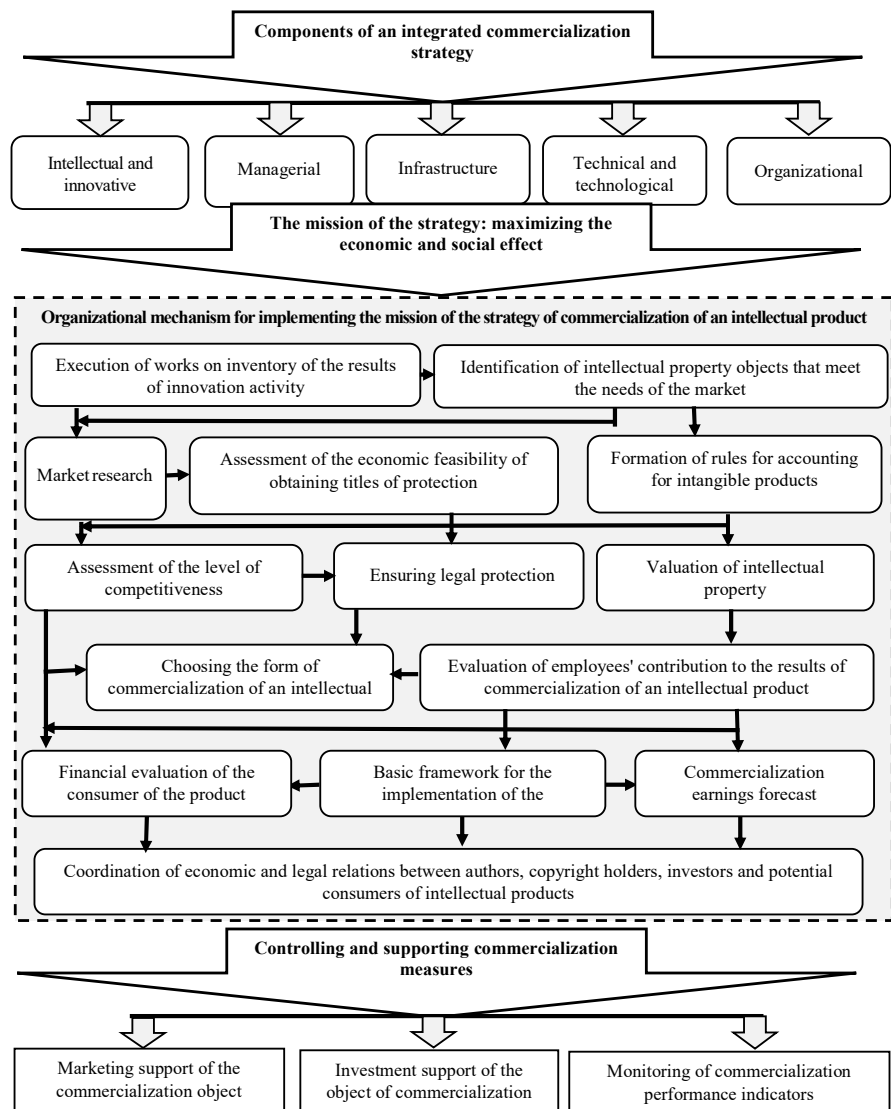 Components of an integrated commercialization
strategy
Intellectual and
innovative
Managerial
Infrastructure
Technical and
technological
Organizational
The mission of the strategy: maximizing the
economic and social effect
Organizational mechanism for implementing the mission of the strategy of commercialization of an intellectual product
Execution of works on inventory of the results
of innovation activity
Identification of intellectual property objects that meet
the needs of the market
Market research
Assessment of the economic feasibility of
obtaining titles of protection
Formation of rules for accounting
for intangible products
Assessment of the level of
competitiveness
Ensuring legal protection
Valuation of intellectual
property
Choosing the form of
commercialization of an intellectual
Evaluation of employees' contribution to the results of
commercialization of an intellectual product
Financial evaluation of the
consumer of the product
Basic framework for the
implementation of the
Commercialization
earnings forecast
Coordination of economic and legal relations between authors, copyright holders, investors and potential
consumers of intellectual products
Controlling and supporting commercialization
measures
Marketing support of the
commercialization object
Investment support of the
object of commercialization
Monitoring of commercialization
performance indicators